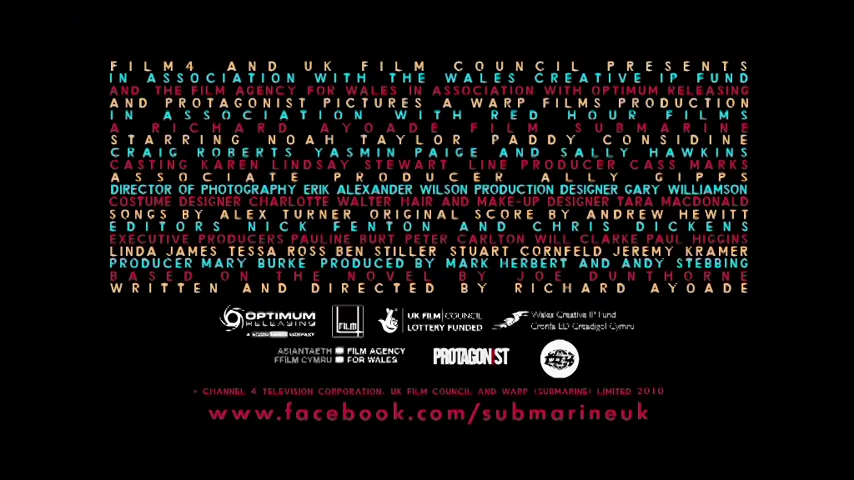 FILM4 AND UK FILM COUNCIL PRESENTS
IN ASSOCIATION WITH THE WALES CREATIVE IP FUND
AND THE FILM AGENCY FOR WALES IN ASSOCIATION WITH OPTIMUM RELEASING
AND PROTAGONIST PICTURES A WARP FILMS PRODUCTION
IN ASSOCIATION WITH RED HOUR FILMS
A RICHARD AYOADE FILM SUBMARINE
STARRING NOAH TAYLOR PADDY CONSIDINE
CRAIG ROBERTS YASMIN PAIGE AND SALLY HAWKINS
CASTING KAREN LINDSAY STEWART LINE PRODUCER CASS MARKS
ASSOCIATE PRODUCER ALLY GIPPS
DIRECTOR OF PHOTOGRAPHY ERIK ALEXANDER WILSON PRODUCTION DESIGNER GARY WILLIAMSON
COSTUME DESIGNER CHARLOTTE WALTER HAIR AND MAKE-UP DESIGNER TARA MACDONALD
SONGS BY ALEX TURNER ORIGINAL SCORE BY ANDREW HEWITT
EDITORS NICK FENTON AND CHRIS DICKENS
EXECUTIVE PRODUCERS PAULINE BURT PETER CARLTON WILL CLARKE PAUL HIGGINS
LINDA JAMES TESSA ROSS BEN STILLER STUART CORNFELD JEREMY KRAMER
PRODUCER MARY BURKE PRODUCED BY MARK HERBERT AND ANDY STEBBING
BASED ON THE NOVEL BY JOE DUNTHORNE
WRITTEN AND DIRECTED BY RICHARD AYOADE
OPTIMUM RELEASING
FILM4
UK FILM COUNCIL
LOTTERY FUNDED
Wales Creative IP Fund
Cronfa ED Creadigol Cymru
ASIANTAETH FFILM CYMRU
FILM AGENCY FOR WALES
PROTAGONIST
CHANNEL 4 TELEVISION CORPORATION, UK FILM COUNCIL AND WARP (SUBMARINE) LIMITED 2010
www.facebook.com/submarineuk